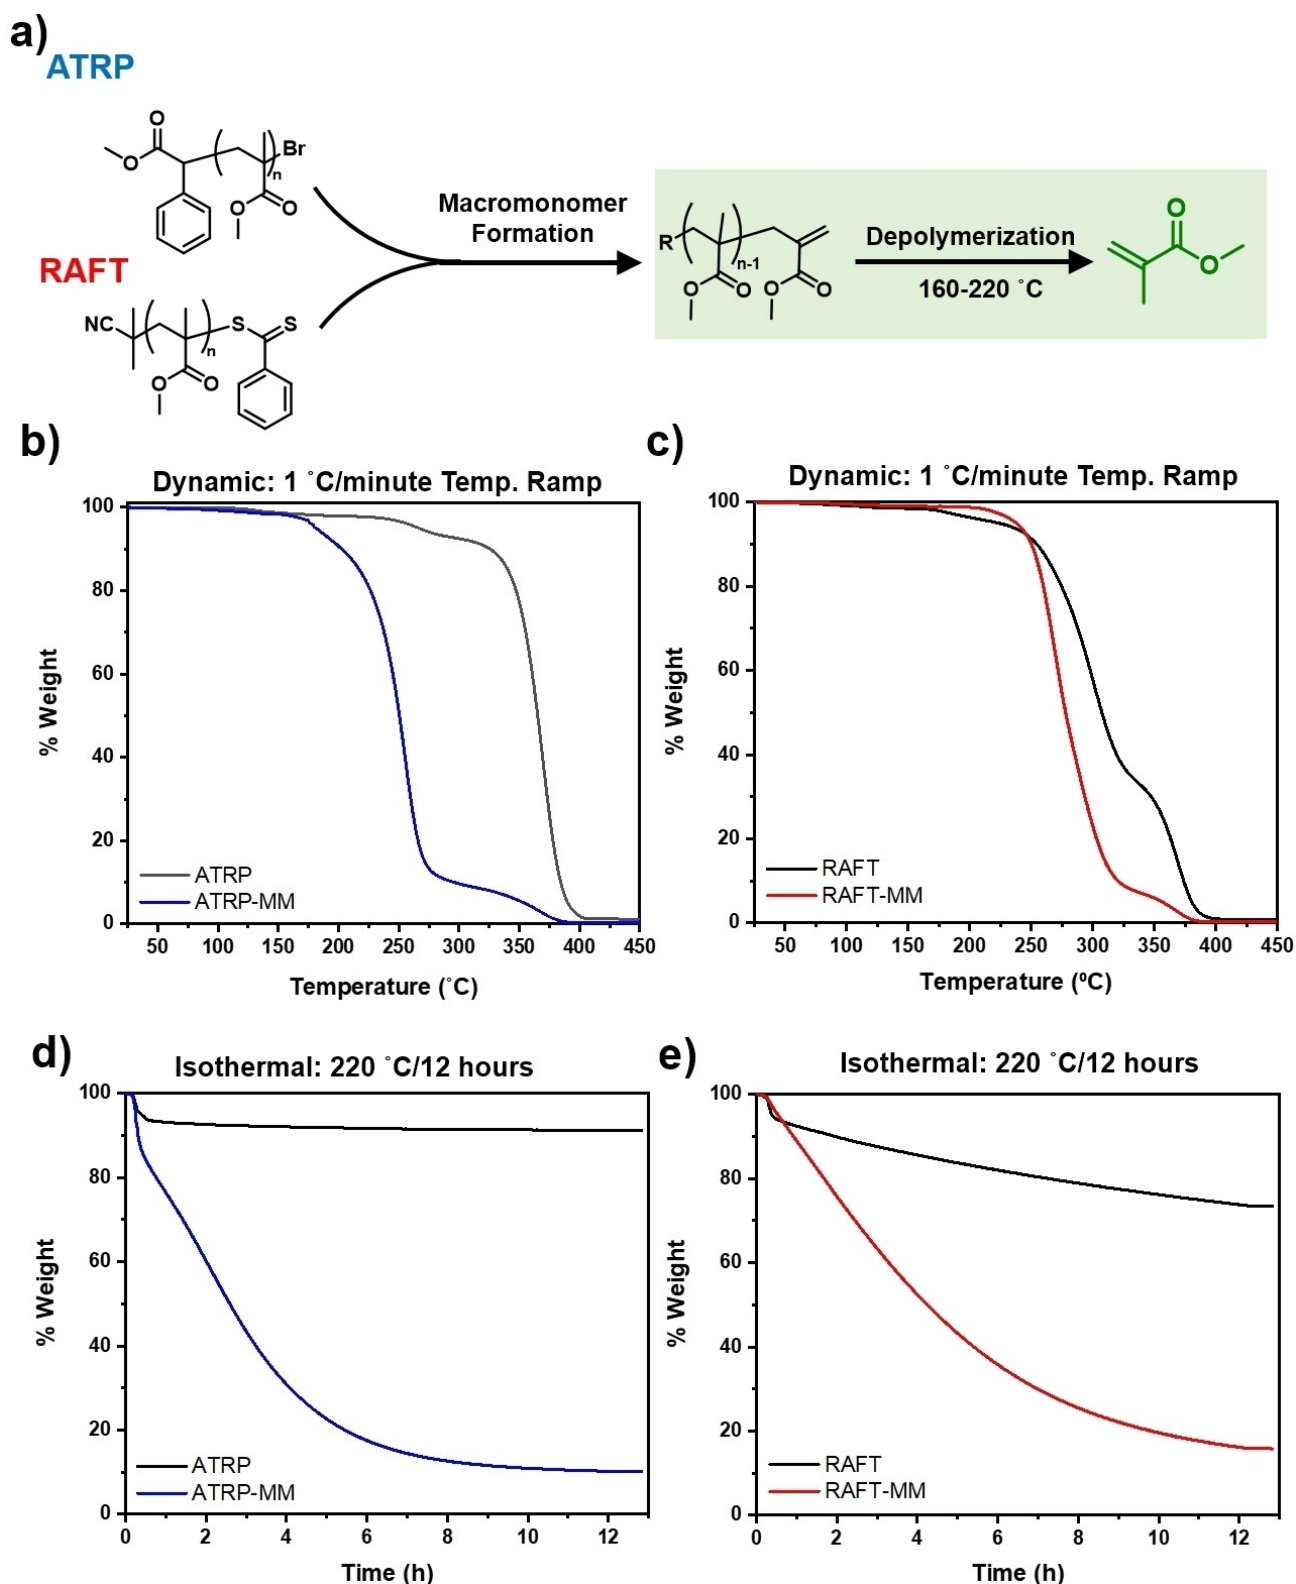 a)
ATRP
O
O
Br
n
O
O
Macromonomer
Formation
R
n-1
O
O
O
O
Depolymerization
160-220 ˚C
O
O
RAFT
NC
S
S
n
O
O
b)
Dynamic: 1 ˚C/minute Temp. Ramp
100
80
60
40
20
0
% Weight
ATRP
ATRP-MM
50 100 150 200 250 300 350 400 450
Temperature (˚C)
c)
Dynamic: 1 ˚C/minute Temp. Ramp
100
80
60
40
20
0
% Weight
RAFT
RAFT-MM
50 100 150 200 250 300 350 400 450
Temperature (ºC)
d)
Isothermal: 220 ˚C/12 hours
100
80
60
40
20
0
% Weight
ATRP
ATRP-MM
0 2 4 6 8 10 12
Time (h)
e)
Isothermal: 220 ˚C/12 hours
100
80
60
40
20
0
% Weight
RAFT
RAFT-MM
0 2 4 6 8 10 12
Time (h)